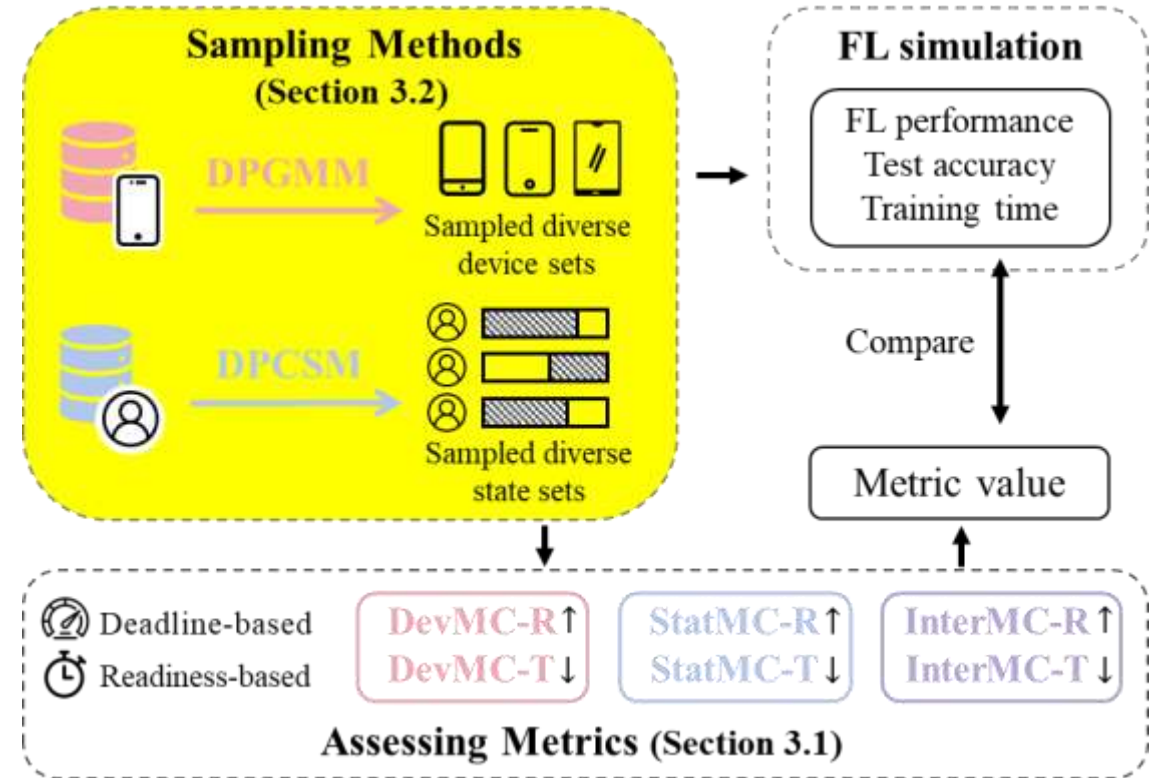 Sampling Methods
(Section 3.2)
DPGMM
Sampled diverse
device sets
DPCSM
Sampled diverse
state sets
FL simulation
FL performance
Test accuracy
Training time
Compare
Metric value
Deadline-based
Readiness-based
DevMC-R↑
DevMC-T↓
StatMC-R↑
StatMC-T↓
InterMC-R↑
InterMC-T↓
Assessing Metrics (Section 3.1)